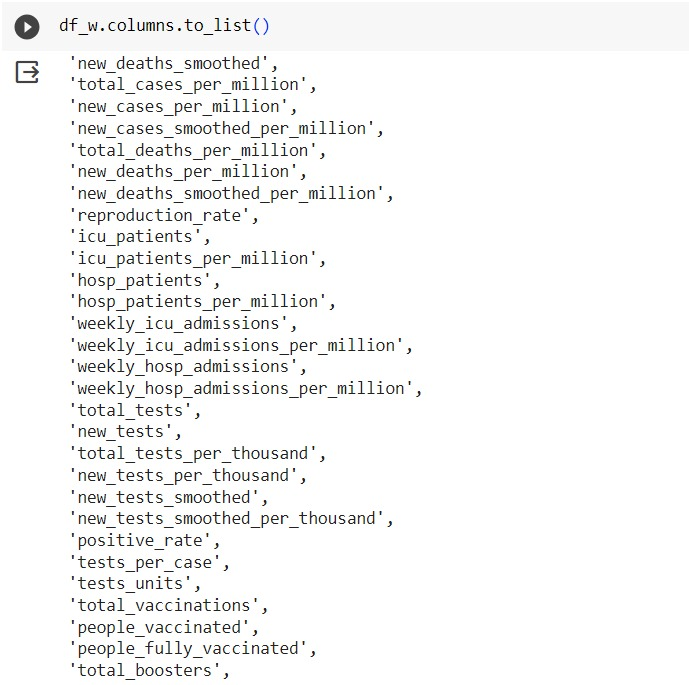 df_w.columns.to_list()
'new_deaths_smoothed',
'total_cases_per_million',
'new_cases_per_million',
'new_cases_smoothed_per_million',
'total_deaths_per_million',
'new_deaths_per_million',
'new_deaths_smoothed_per_million',
'reproduction_rate',
'icu_patients',
'icu_patients_per_million',
'hosp_patients',
'hosp_patients_per_million',
'weekly_icu_admissions',
'weekly_icu_admissions_per_million',
'weekly_hosp_admissions',
'weekly_hosp_admissions_per_million',
'total_tests',
'new_tests',
'total_tests_per_thousand',
'new_tests_per_thousand',
'new_tests_smoothed',
'new_tests_smoothed_per_thousand',
'positive_rate',
'tests_per_case',
'tests_units',
'total_vaccinations',
'people_vaccinated',
'people_fully_vaccinated',
'total_boosters',